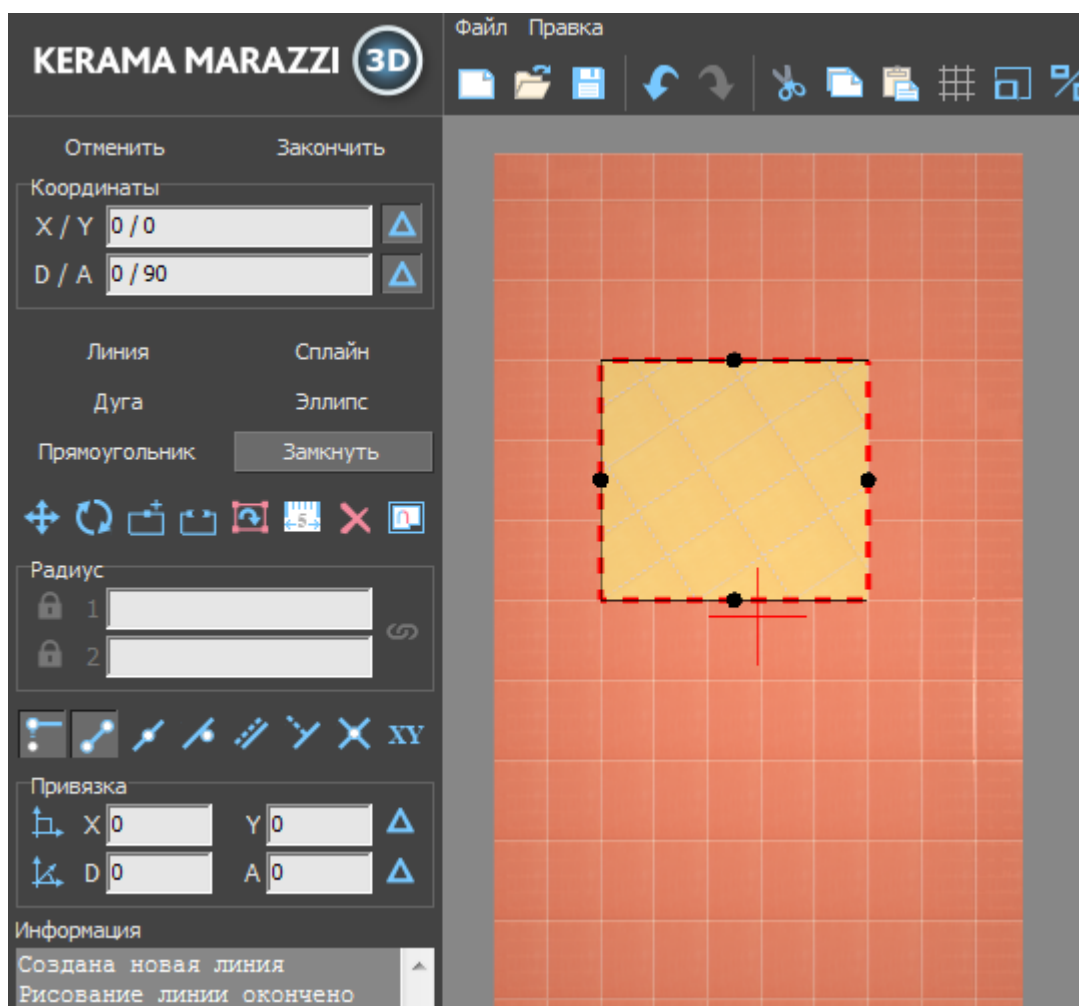 KERAMA MARAZZI 3D
Файл Правка
Отменить Закончить
Координаты
X / Y 0 / 0
D / A 0 / 90
Линия Сплайн
Дуга Эллипс
Прямоугольник Замкнуть
5
Радиус
1
2
XY
Привязка
X 0 Y 0
D 0 A 0
Информация
Создана новая линия
Рисование линии окончено